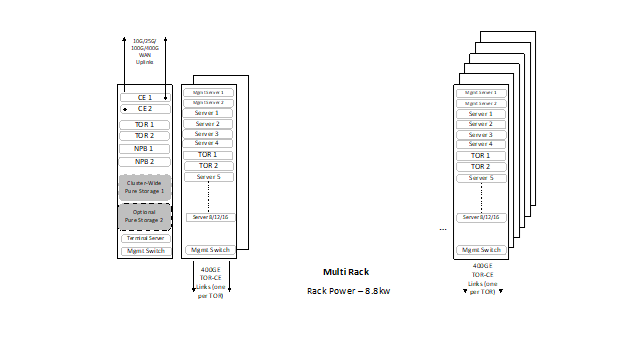 10G/25G/
100G/400G
WAN
Uplinks
CE 1
CE 2
TOR 1
TOR 2
NPB 1
NPB 2
Cluster-Wide
Pure Storage 1
Optional
Pure Storage 2
Terminal Server
Mgmt Switch
Mgmt Server 1
Mgmt Server 2
Server 1
Server 2
Server 3
Server 4
TOR 1
TOR 2
Server 5
Server 8/12/16
Mgmt Switch
400GE
TOR-CE
Links (one
per TOR)
Multi Rack
Rack Power – 8.8kw
...
Mgmt Server 1
Mgmt Server 2
Server 1
Server 2
Server 3
Server 4
TOR 1
TOR 2
Server 5
Server 8/12/16
Mgmt Switch
400GE
TOR-CE
Links (one
per TOR)